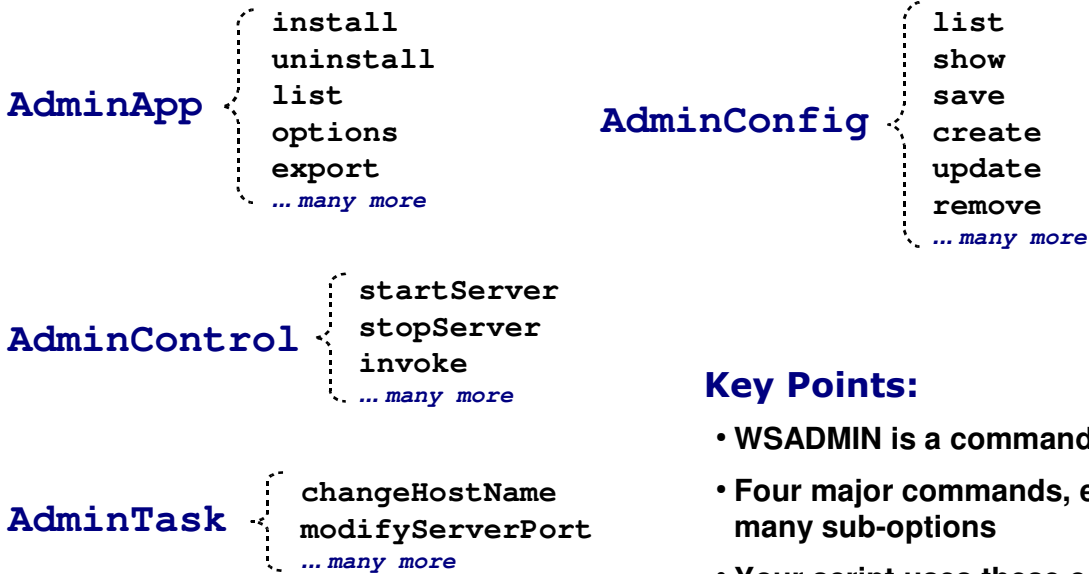 AdminApp
install
uninstall
list
options
export
... many more
AdminConfig
list
show
save
create
update
remove
... many more
AdminControl
startServer
stopServer
invoke
... many more
AdminTask
changeHostName
modifyServerPort
... many more
Key Points:
• WSADMIN is a command
• Four major commands,
many sub-options
• Your script uses these